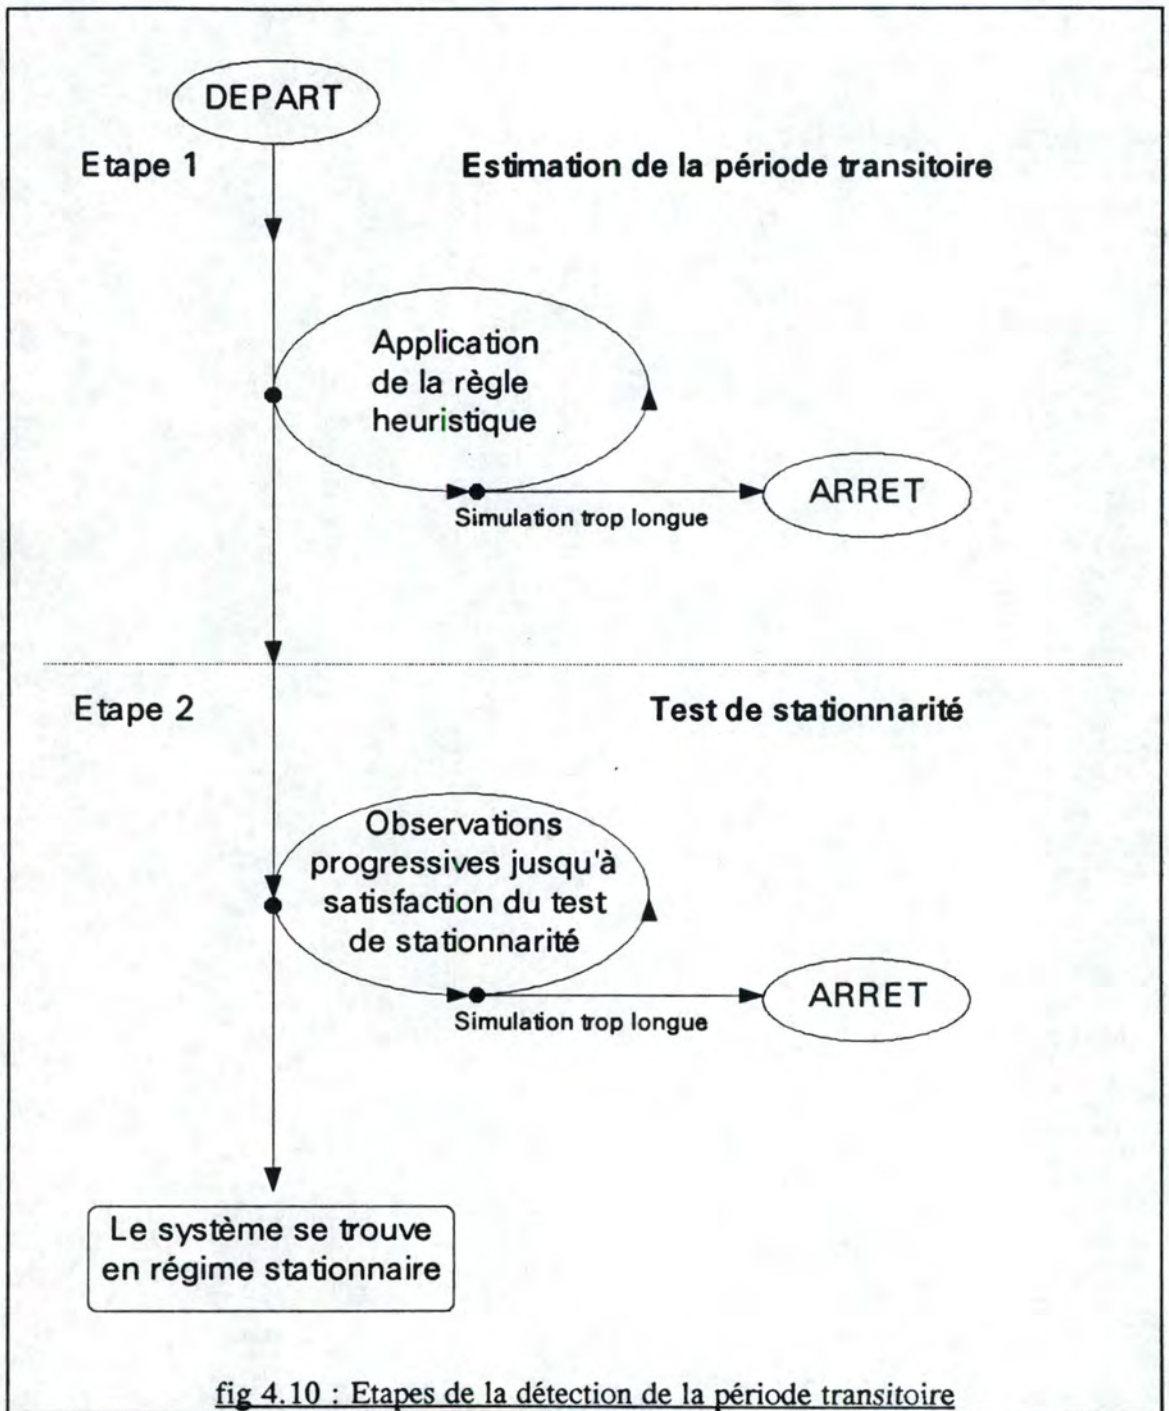 DEPART
Etape 1
Estimation de la période transitoire
Application
de la règle
heuristique
ARRET
Simulation trop longue
Etape 2
Test de stationnarité
Observations
progressives jusqu'à
satisfaction du test
de stationnarité
ARRET
Simulation trop longue
Le système se trouve
en régime stationnaire
fig 4.10 : Etapes de la détection de la période transitoire